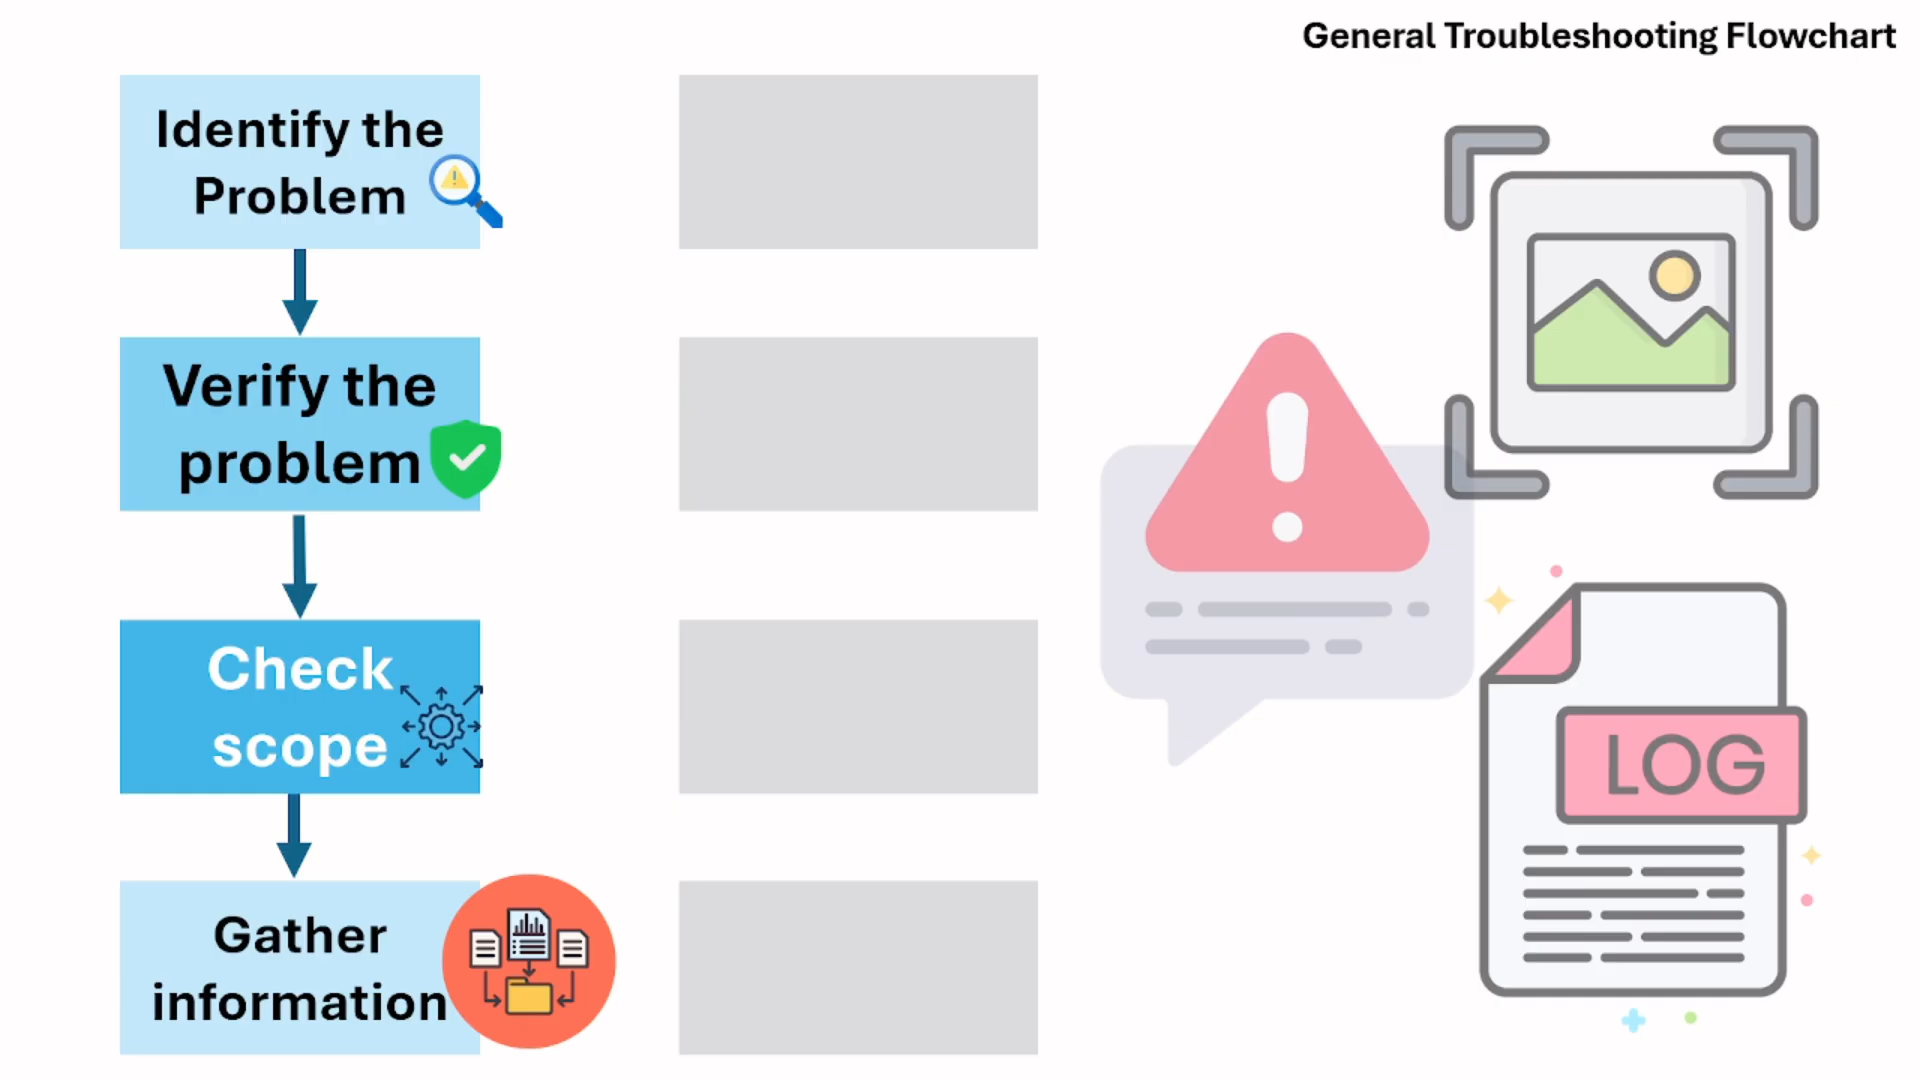 General Troubleshooting Flowchart
Identify the
Problem
Verify the
problem
Check
scope
Gather
information
LOG